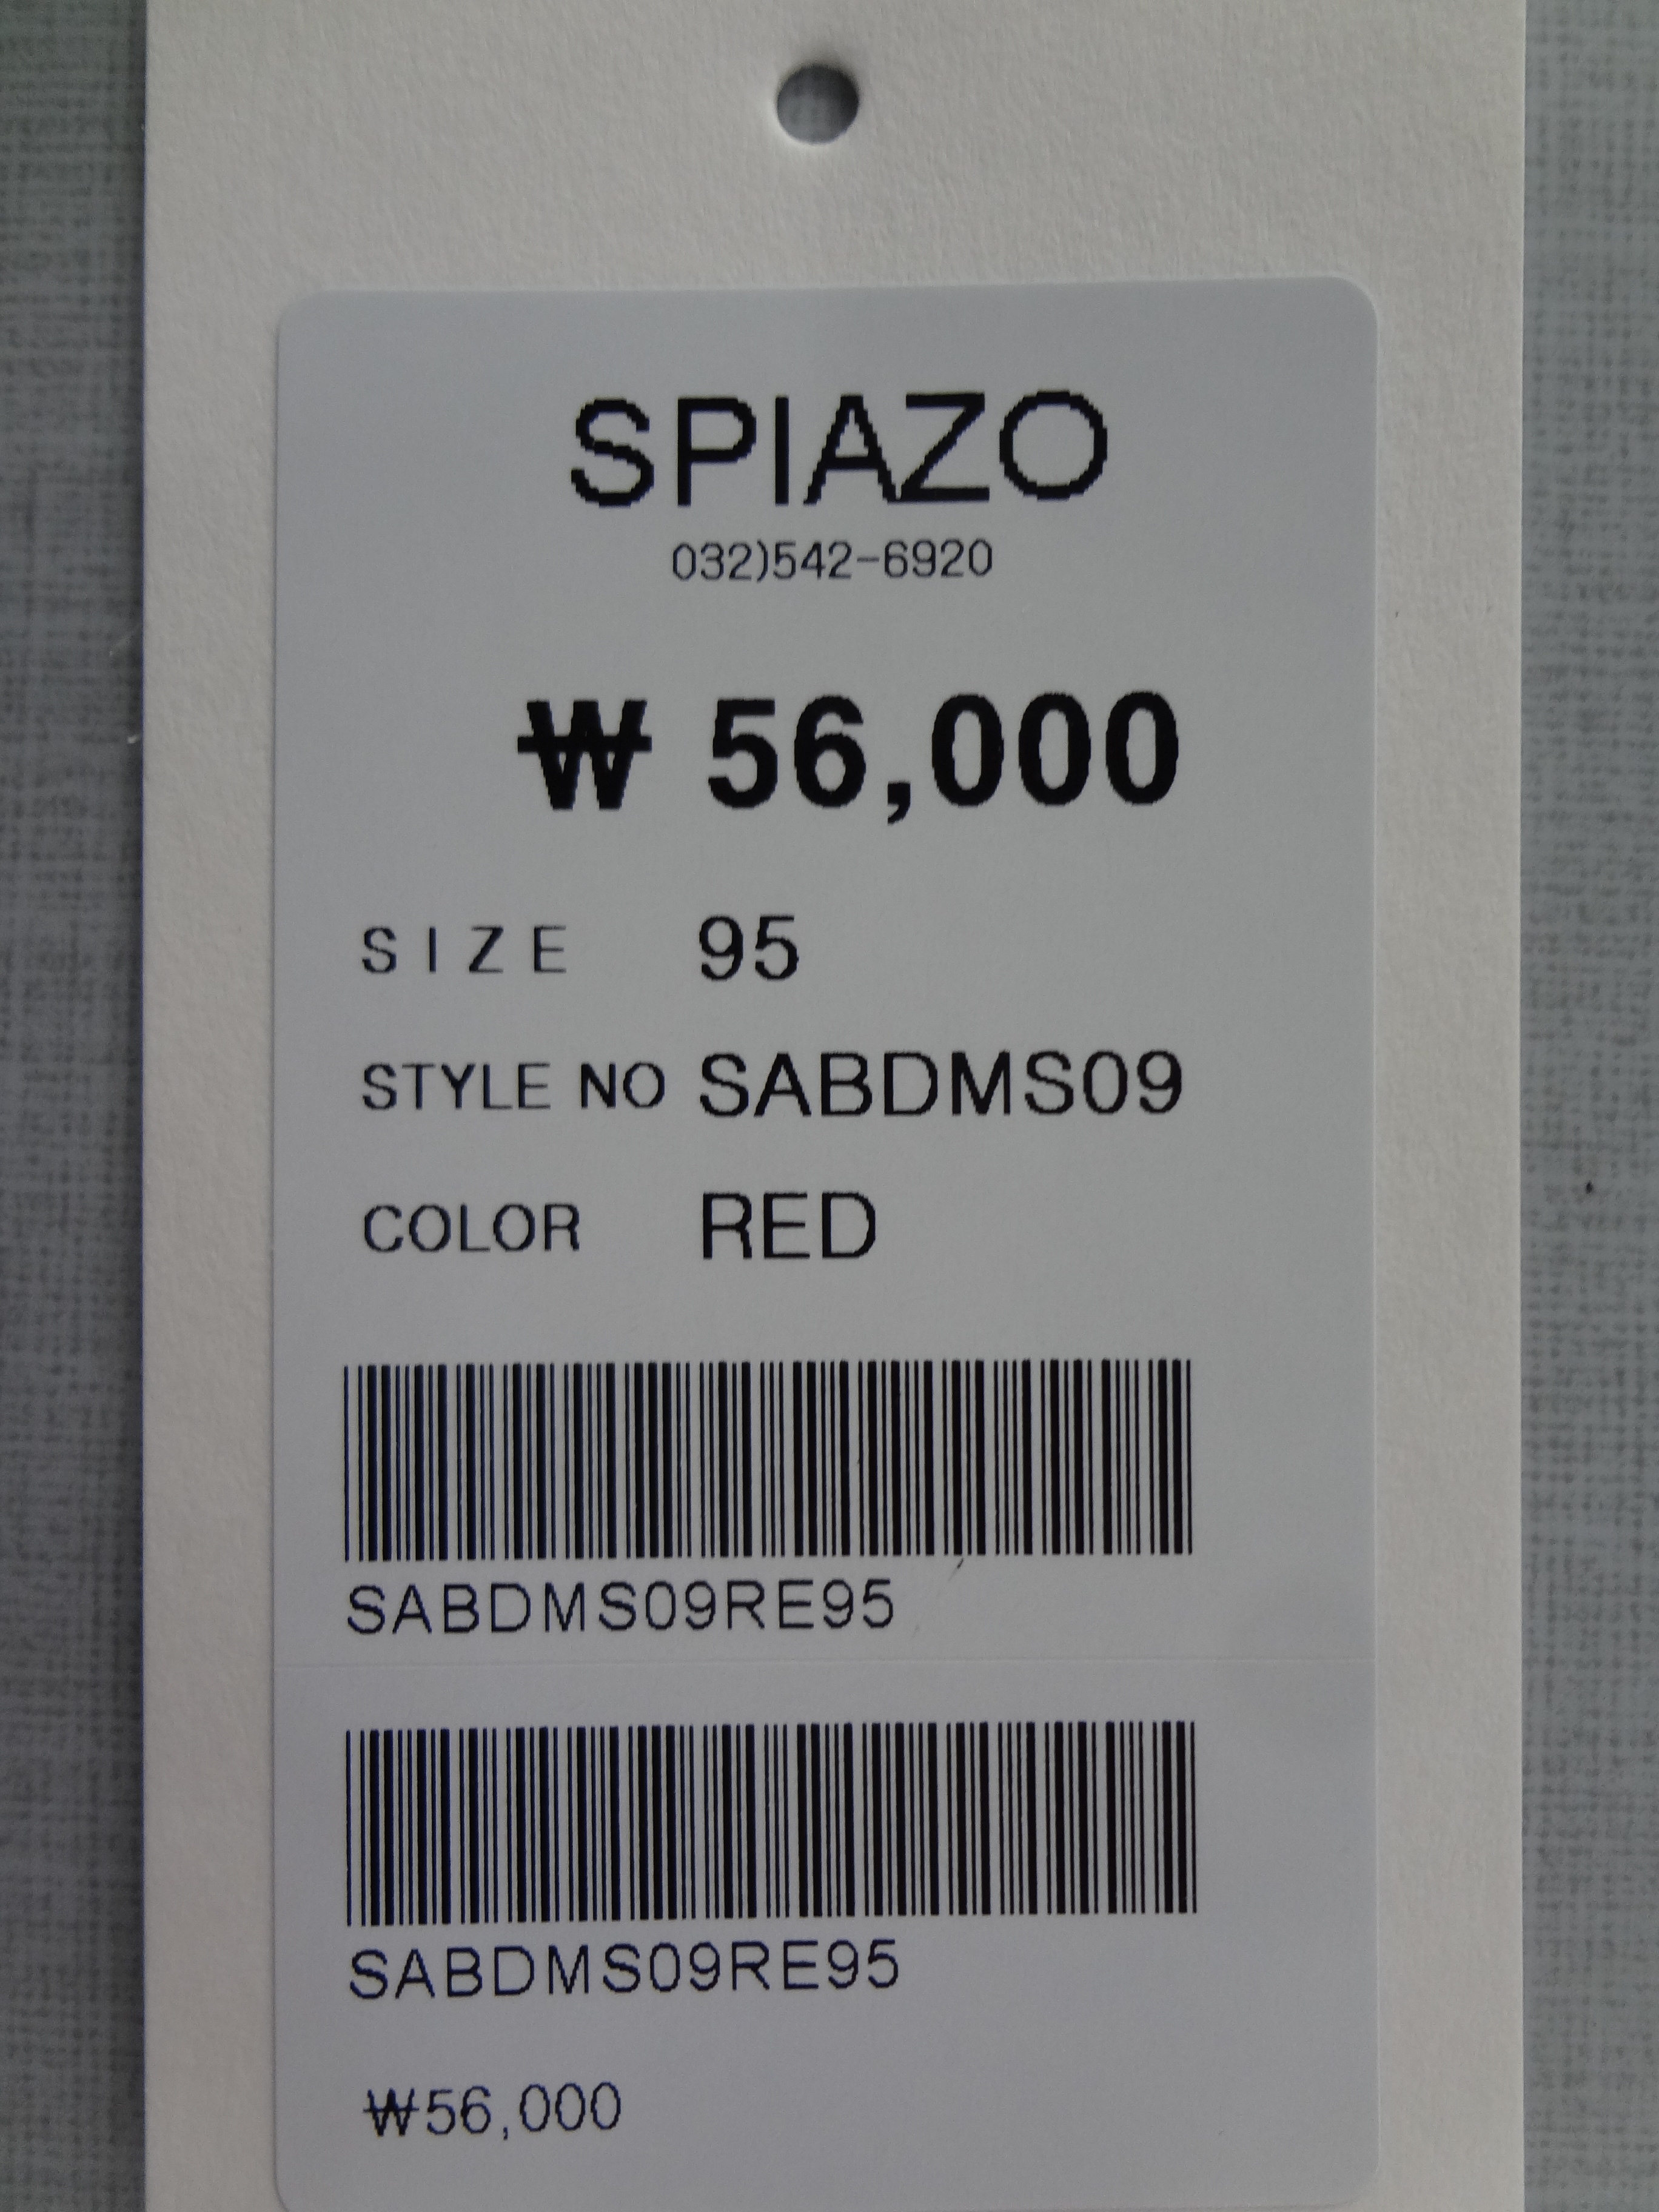 SPIAZO
032)542-6920
₩ 56,000
SIZE 95
STYLE NO SABDMS09
COLOR RED
SABDMS09RE95
SABDMS09RE95
₩56,000